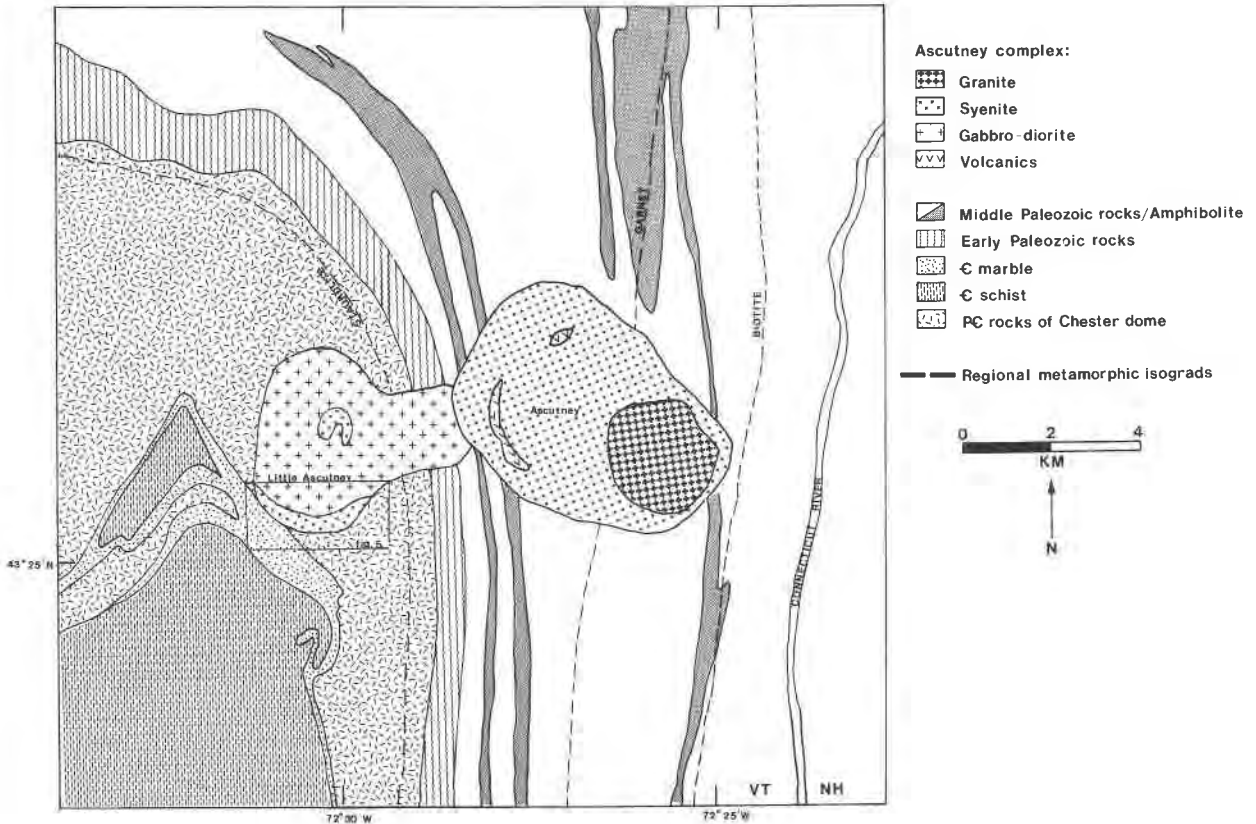 Ascutney complex:
Granite
Syenite
Gabbro-diorite
Volcanics
Middle Paleozoic rocks/Amphibolite
Early Paleozoic rocks
Є marble
Є schist
PЄ rocks of Chester dome
Regional metamorphic isograds
0 2 4
KM
N
GARNET
BIOTITE
STAUROLITE
Ascutney
Little Ascutney
CONNECTICUT RIVER
43°25'N
VT NH
72°30 W
72°25'W